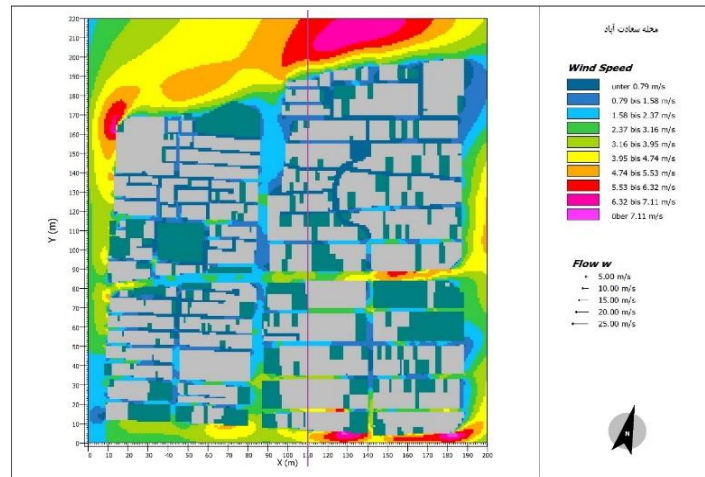 محله سعادت آباد
Wind Speed
unter 0.79 m/s
0.79 bis 1.58 m/s
1.58 bis 2.37 m/s
2.37 bis 3.16 m/s
3.16 bis 3.95 m/s
3.95 bis 4.74 m/s
4.74 bis 5.53 m/s
5.53 bis 6.32 m/s
6.32 bis 7.11 m/s
über 7.11 m/s
Flow w
5.00 m/s
10.00 m/s
15.00 m/s
20.00 m/s
25.00 m/s
N
Y (m)
220
210
200
190
180
170
160
150
140
130
120
110
100
90
80
70
60
50
40
30
20
10
0
0 10 20 30 40 50 60 70 80 90 100 110 120 130 140 150 160 170 180 190 200
X (m)